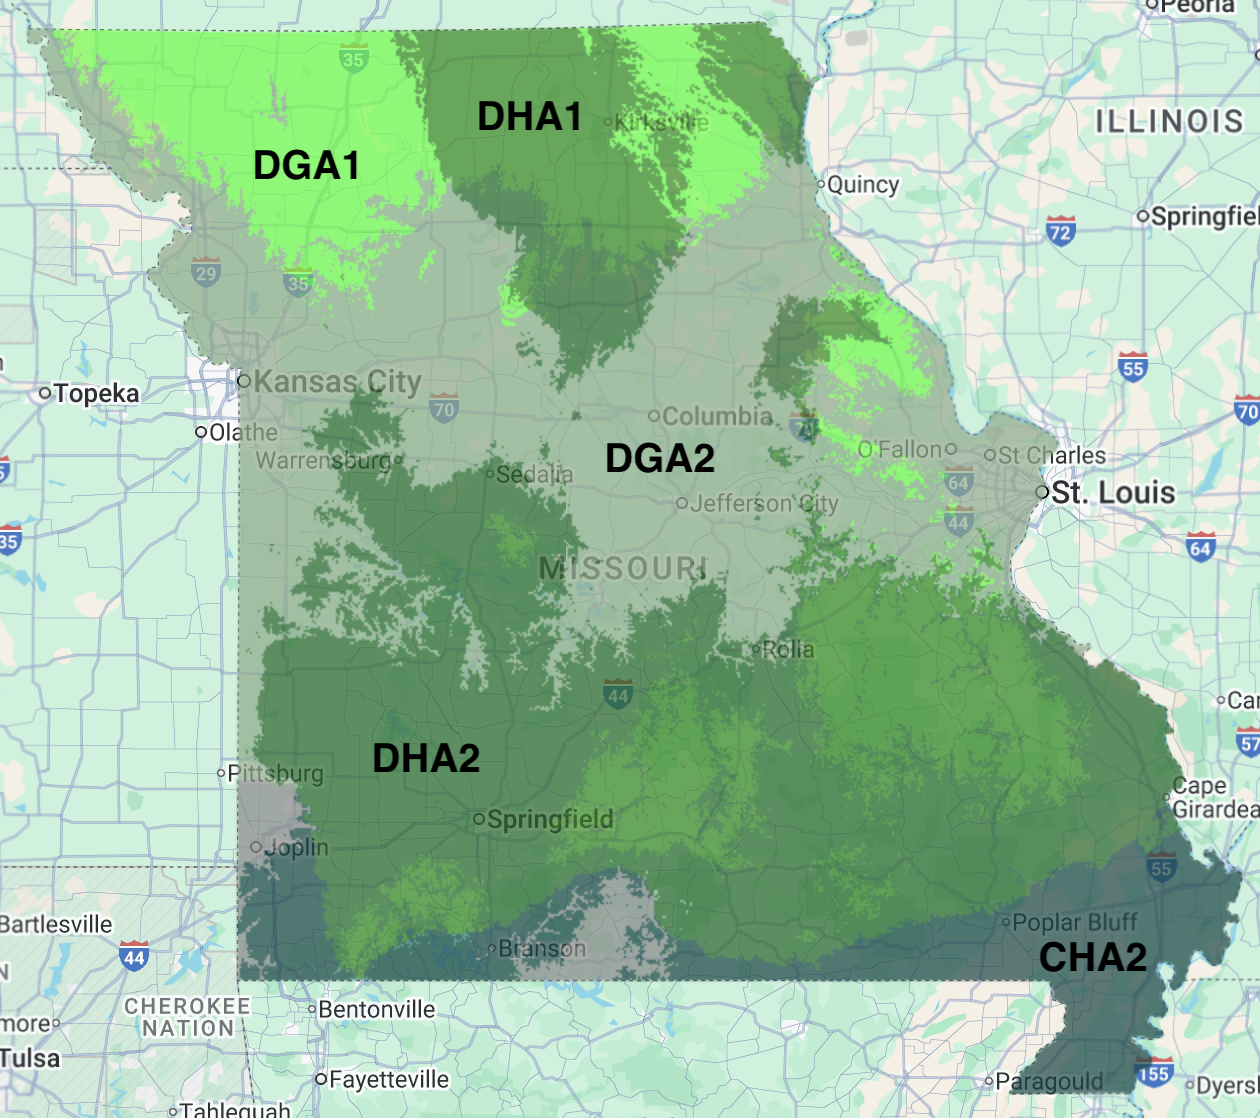 Peoria
35
DHA1
Kirksville
ILLINOIS
DGA1
Quincy
Springfie
72
29
35
55
Kansas City
Topeka
70
70
Columbia
Olathe
70
O'Fallon
St Charles
Warrensburg
DGA2
Sedalia
64
St. Louis
Jefferson City
44
35
64
MISSOURI
Rolla
44
Car
57
DHA2
Pittsburg
Cape
Girardea
Springfield
Joplin
55
Bartlesville
Poplar Bluff
44
Branson
CHA2
CHEROKEE
NATION
Bentonville
more
Tulsa
155
Fayetteville
Paragould
Dyersl
Tahlequah